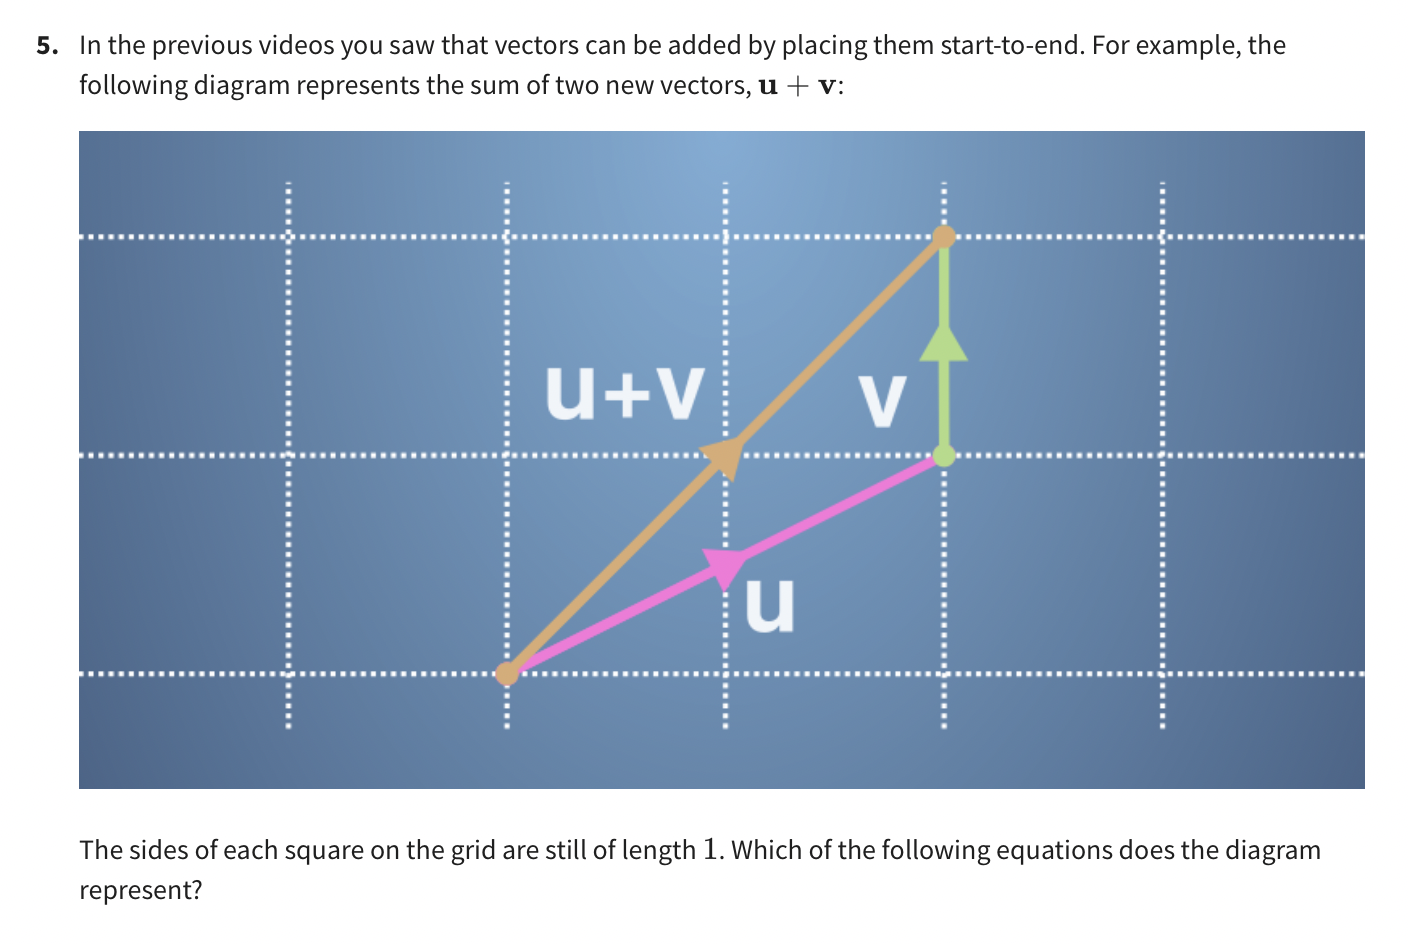 5. In the previous videos you saw that vectors can be added by placing them start-to-end. For example, the
following diagram represents the sum of two new vectors, u + v:
u+v
v
u
The sides of each square on the grid are still of length 1. Which of the following equations does the diagram
represent?